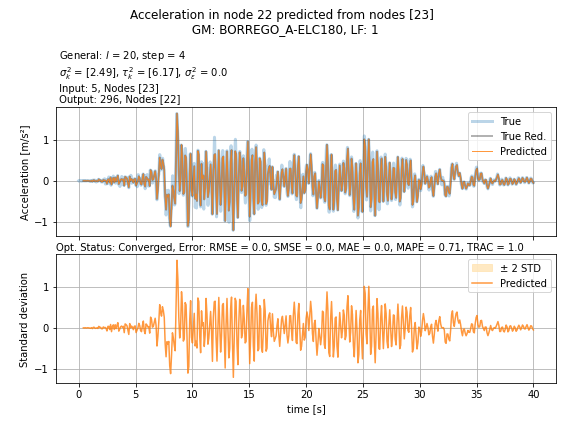 Acceleration in node 22 predicted from nodes [23]
GM: BORREGO_A-ELC180, LF: 1
General: l = 20, step = 4
σ²ₖ = [2.49], τ²ₖ = [6.17], σ²ε = 0.0
Input: 5, Nodes [23]
Output: 296, Nodes [22]
Acceleration [m/s²]
1
0
−1
True
True Red.
Predicted
Opt. Status: Converged, Error: RMSE = 0.0, SMSE = 0.0, MAE = 0.0, MAPE = 0.71, TRAC = 1.0
Standard deviation
1
0
−1
± 2 STD
Predicted
0 5 10 15 20 25 30 35 40
time [s]